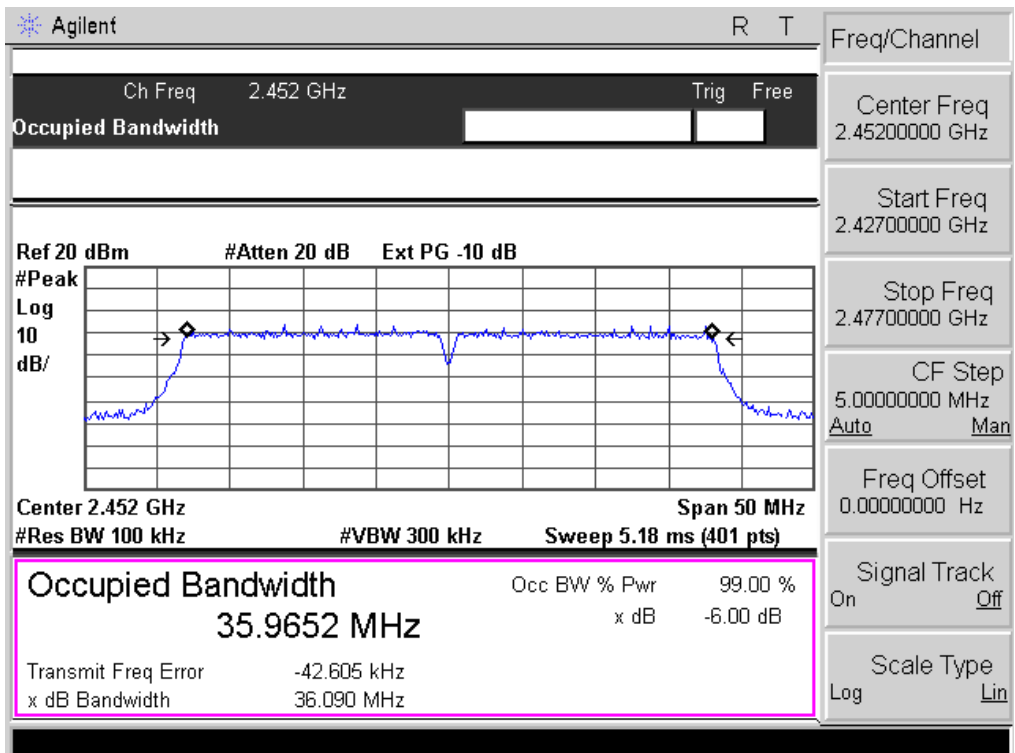 Agilent R T
Freq/Channel
Ch Freq 2.452 GHz Trig Free
Occupied Bandwidth
Center Freq
2.45200000 GHz
Start Freq
2.42700000 GHz
Stop Freq
2.47700000 GHz
CF Step
5.00000000 MHz
Auto Man
Freq Offset
0.00000000 Hz
Signal Track
On Off
Scale Type
Log Lin
Ref 20 dBm #Atten 20 dB Ext PG -10 dB
#Peak
Log
10
dB/
Center 2.452 GHz Span 50 MHz
#Res BW 100 kHz #VBW 300 kHz Sweep 5.18 ms (401 pts)
Occupied Bandwidth Occ BW % Pwr 99.00 %
35.9652 MHz x dB -6.00 dB
Transmit Freq Error -42.605 kHz
x dB Bandwidth 36.090 MHz